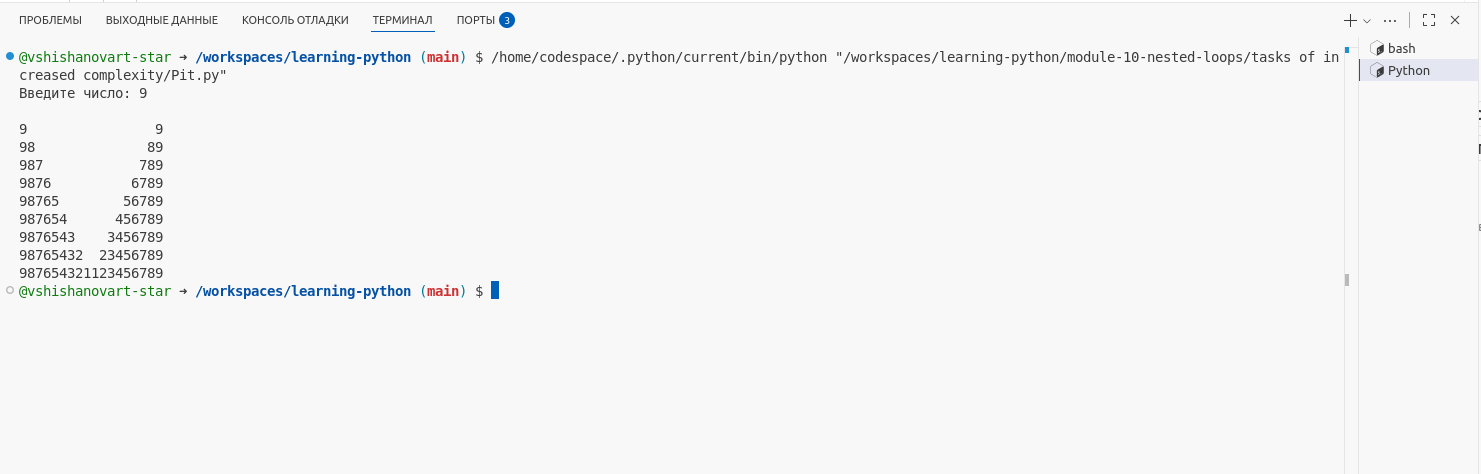 ПРОБЛЕМЫ ВЫХОДНЫЕ ДАННЫЕ КОНСОЛЬ ОТЛАДКИ ТЕРМИНАЛ ПОРТЫ 3
@vshishanovart-star → /workspaces/learning-python (main) $ /home/codespace/.python/current/bin/python "/workspaces/learning-python/module-10-nested-loops/tasks of in
creased complexity/Pit.py"
Введите число: 9
9                9
98              89
987            789
9876          6789
98765        56789
987654      456789
9876543    3456789
98765432  23456789
987654321123456789
@vshishanovart-star → /workspaces/learning-python (main) $
bash
Python